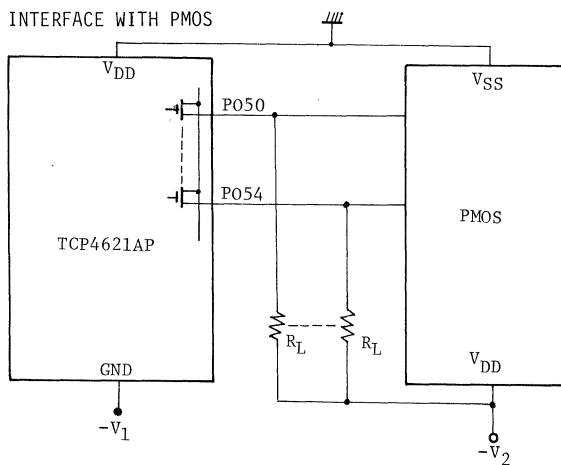 INTERFACE WITH PMOS
VDD
VSS
PO50
PO54
TCP4621AP
PMOS
RL
RL
VDD
GND
-V1
-V2